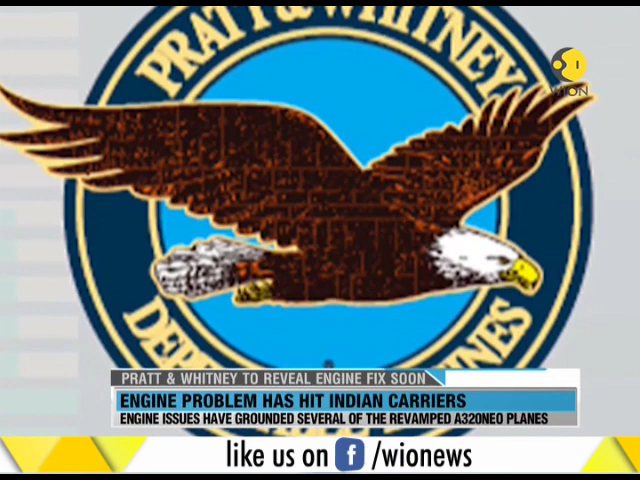 PRATT & WHITNEY
WION
PRATT & WHITNEY TO REVEAL ENGINE FIX SOON
ENGINE PROBLEM HAS HIT INDIAN CARRIERS
ENGINE ISSUES HAVE GROUNDED SEVERAL OF THE REVAMPED A320NEO PLANES
like us on f /wionews